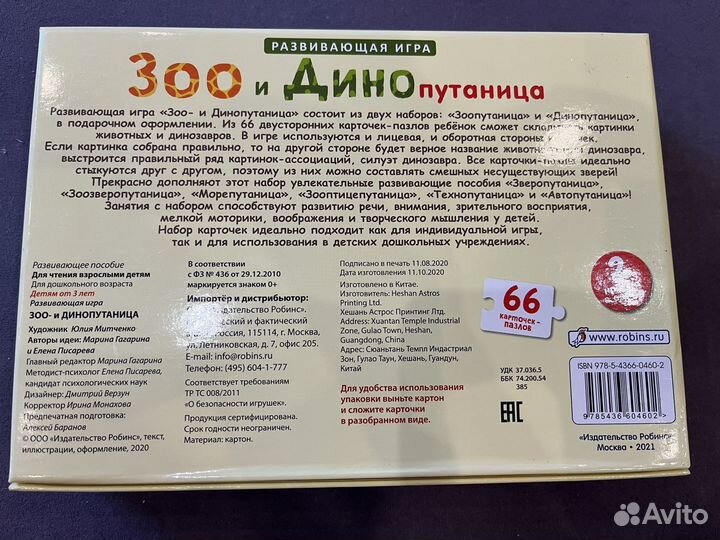 РАЗВИВАЮЩАЯ ИГРА
Зоо и Динопутаница
Развивающая игра «Зоо- и Динопутаница» состоит из двух наборов: «Зоопутаница» и «Динопутаница»,
в подарочном оформлении. Из 66 двусторонних карточек-пазлов ребёнок сможет складывать картинки
животных и динозавров. В игре используются и лицевая, и оборотная стороны
Если картинка собрана правильно, то на другой стороне будет верное название динозавра,
выстроится правильный ряд картинок-ассоциаций, силуэт динозавра. Все идеально
стыкуются друг с другом, поэтому из них можно составлять смешных несуществующих зверей!
Прекрасно дополняют этот набор увлекательные развивающие пособия «Зверопутаница»,
«Зоозверопутаница», «Морепутаница», «Зооптицепутаница», «Технопутаница» и «Автопутаница»!
Занятия с набором способствуют развитию речи, внимания, зрительного восприятия,
мелкой моторики, воображения и творческого мышления у детей.
Набор карточек идеально подходит как для индивидуальной игры,
так и для использования в детских дошкольных учреждениях.
Развивающее пособие
Для чтения взрослыми детям
Для дошкольного возраста
Детям от 3 лет
Развивающая игра
ЗОО- И ДИНОПУТАНИЦА
Художник Юлия Митченко
Авторы идеи: Марина Гагарина
и Елена Писарева
Главный редактор Марина Гагарина
Методист-психолог Елена Писарева,
кандидат психологических наук
Дизайнер: Дмитрий Верзун
Корректор Ирина Монахова
Предпечатная подготовка:
Алексей Баранов
© ООО «Издательство Робинс», текст,
иллюстрации, оформление, 2020
В соответствии
с ФЗ № 436 от 29.12.2010
маркируется знаком 0+
Импортёр и дистрибьютор:
«Издательство Робинс».
и фактический
Россия, 115114, г. Москва,
ул. Летниковская, д. 7, офис 205.
E-mail: info@robins.ru
Телефон: (495) 604-1-777
Соответствует требованиям
ТР ТС 008/2011
«О безопасности игрушек».
Продукция сертифицирована.
Срок годности неограничен.
Материал: картон.
Подписано в печать 11.08.2020
Дата изготовления 11.10.2020
Изготовлено в Китае.
Изготовитель: Heshan Astros
Printing Ltd.
Хешань Астрос Принтинг Лтд.
Address: Xuantan Temple Industrial
Zone, Gulao Town, Heshan,
Guangdong, China
Адрес: Сюаньтань Темпл Индастриал
Зон, Гулао Таун, Хешань, Гуандун,
Китай
Для удобства использования
упаковки выньте картон
и сложите карточки
в разобранном виде.
66
карточек-
пазлов
www.robins.ru
УДК 37.036.5
ББК 74.200.54
385
EAC
ISBN 978-5-4366-0460-2
9 785436 604602 >
«Издательство Робинс»
Москва • 2021
Avito